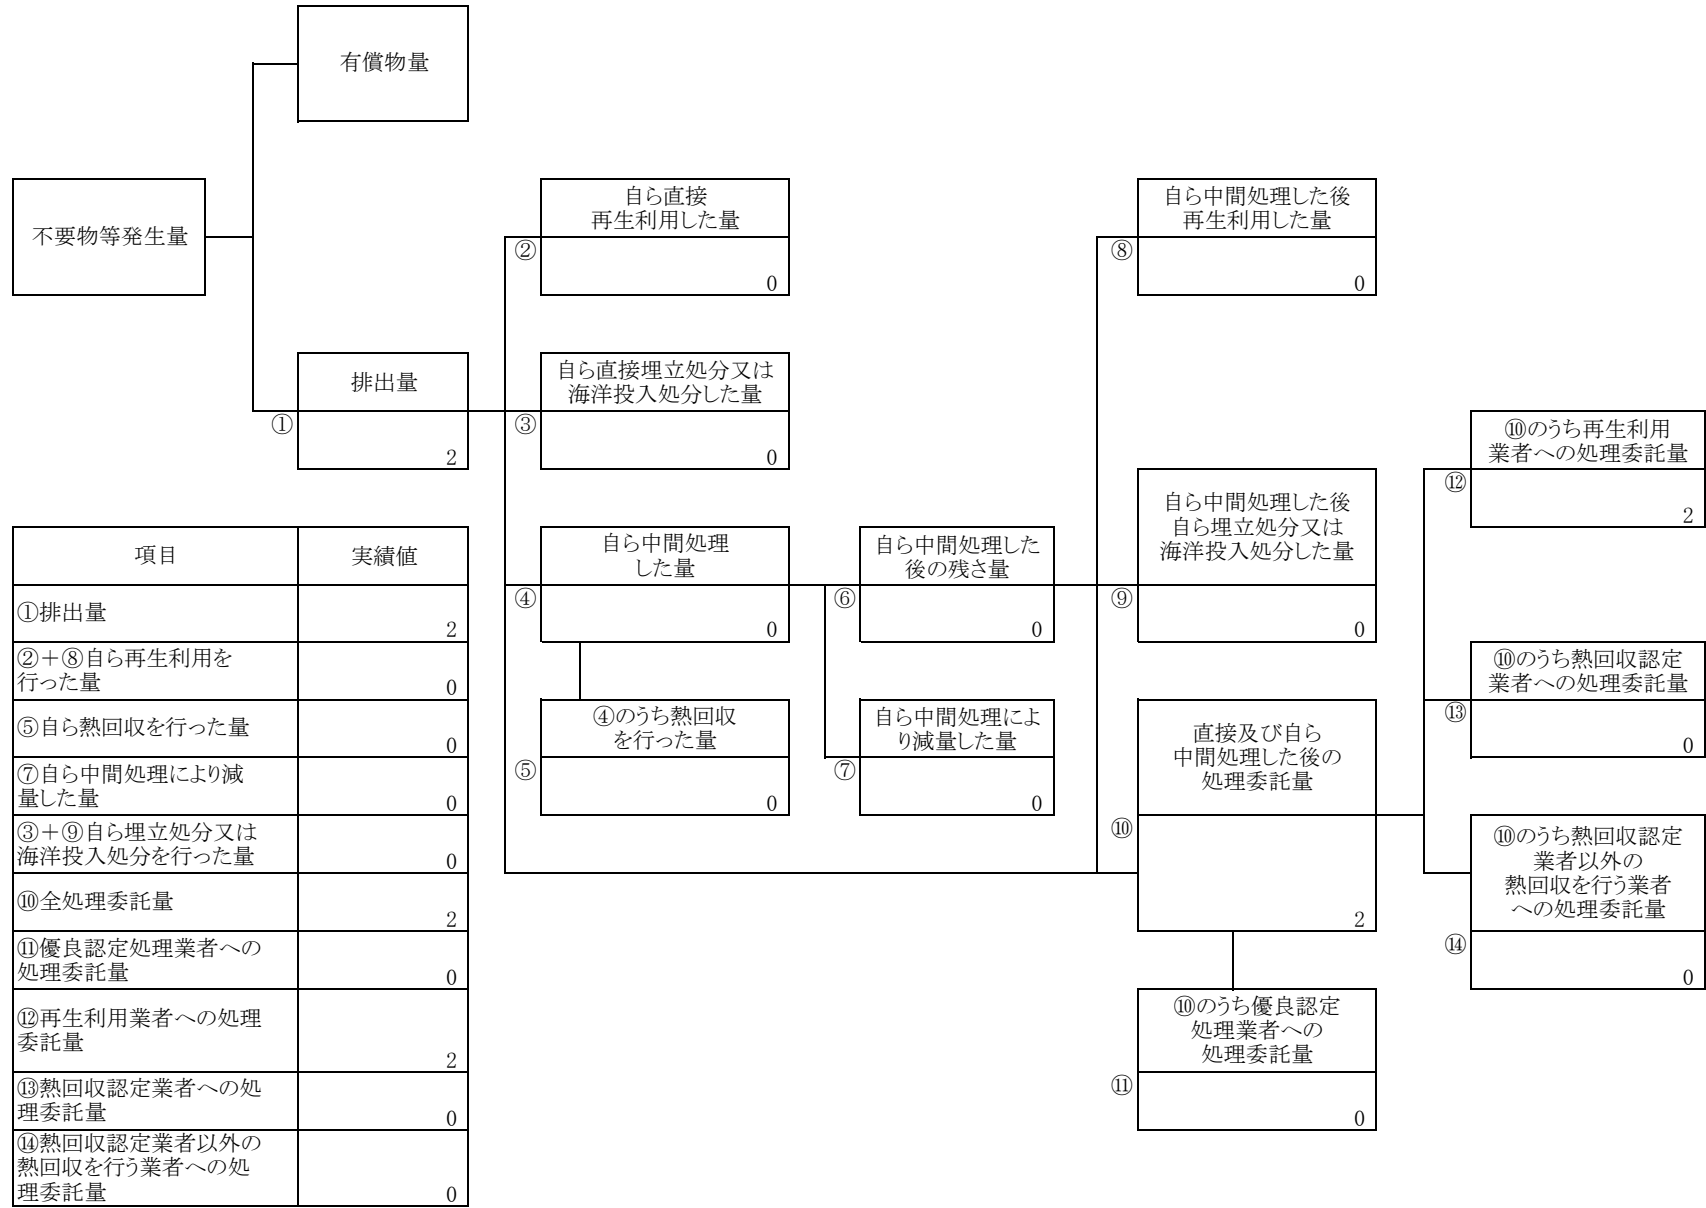 有償物量
不要物等発生量
自ら直接
再生利用した量
②
0
自ら中間処理した後
再生利用した量
⑧
0
排出量
①
2
自ら直接埋立処分又は
海洋投入処分した量
③
0
⑩のうち再生利用
業者への処理委託量
⑫
2
自ら中間処理した後
自ら埋立処分又は
海洋投入処分した量
⑨
0
自ら中間処理
した量
④
0
自ら中間処理した
後の残さ量
⑥
0
⑩のうち熱回収認定
業者への処理委託量
⑬
0
④のうち熱回収
を行った量
⑤
0
自ら中間処理によ
り減量した量
⑦
0
直接及び自ら
中間処理した後の
処理委託量
⑩
2
⑩のうち熱回収認定
業者以外の
熱回収を行う業者
への処理委託量
⑭
0
⑩のうち優良認定
処理業者への
処理委託量
⑪
0
項目 実績値
①排出量
2
②＋⑧自ら再生利用を
行った量
0
⑤自ら熱回収を行った量
0
⑦自ら中間処理により減
量した量
0
③＋⑨自ら埋立処分又は
海洋投入処分を行った量
0
⑩全処理委託量
2
⑪優良認定処理業者への
処理委託量
0
⑫再生利用業者への処理
委託量
2
⑬熱回収認定業者への処
理委託量
0
⑭熱回収認定業者以外の
熱回収を行う業者への処
理委託量
0